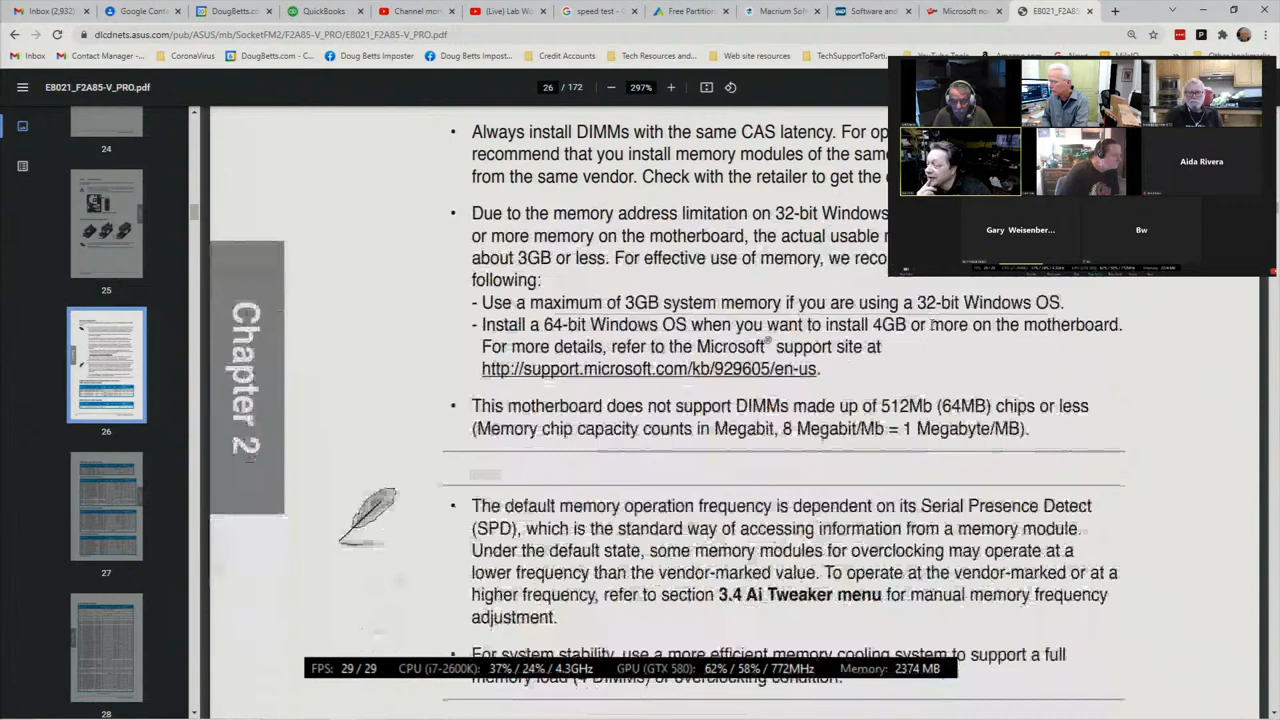 Inbox (2,932)
Google Cont
DougBetts.c
QuickBooks
Channel mon
(Live) Lab Wo
speed test -
Free Partition
Macrium Soft
Software and
Microsoft no
E8021_F2A85
dlcdnets.asus.com/pub/ASUS/mb/SocketFM2/F2A85-V_PRO/E8021_F2A85-V_PRO.pdf
Inbox
Contact Manager -...
CoronaVirus
DougBetts.com - C...
Doug Betts Imposter
Doug Betts Imposter
Craft Resources
Tech Resources and...
Web site resources
TechSupportToParti...
E8021_F2A85-V_PRO.pdf
26 / 172
297%
24
25
26
27
28
Chapter 2
• Always install DIMMs with the same CAS latency. For op
recommend that you install memory modules of the same
from the same vendor. Check with the retailer to get the
• Due to the memory address limitation on 32-bit Windows
or more memory on the motherboard, the actual usable
about 3GB or less. For effective use of memory, we reco
following:
- Use a maximum of 3GB system memory if you are using a 32-bit Windows OS.
- Install a 64-bit Windows OS when you want to install 4GB or more on the motherboard.
For more details, refer to the Microsoft® support site at
http://support.microsoft.com/kb/929605/en-us.
• This motherboard does not support DIMMs made up of 512Mb (64MB) chips or less
(Memory chip capacity counts in Megabit, 8 Megabit/Mb = 1 Megabyte/MB).
• The default memory operation frequency is dependent on its Serial Presence Detect
(SPD), which is the standard way of accessing information from a memory module.
Under the default state, some memory modules for overclocking may operate at a
lower frequency than the vendor-marked value. To operate at the vendor-marked or at a
higher frequency, refer to section 3.4 Ai Tweaker menu for manual memory frequency
adjustment.
• For system stability, use a more efficient memory cooling system to support a full
memory load (4 DIMMs) or overclocking condition.
Aida Rivera
Gary Weisenber...
Bw
FPS: 29 / 29 CPU (i7-2600K): 37% / 24% / 4.3GHz GPU (GTX 580): 62% / 58% / 772MHz Memory: 2374 MB